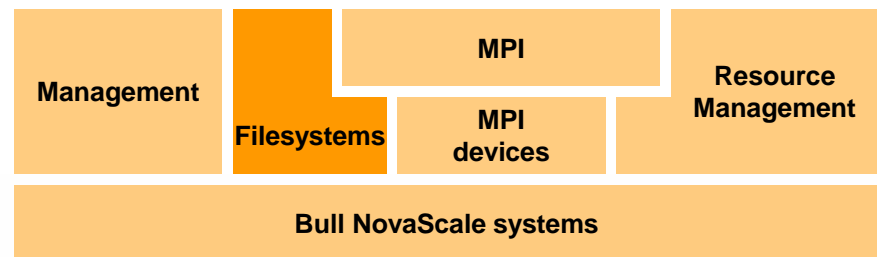 Management
Filesystems
MPI
MPI
devices
Resource
Management
Bull NovaScale systems